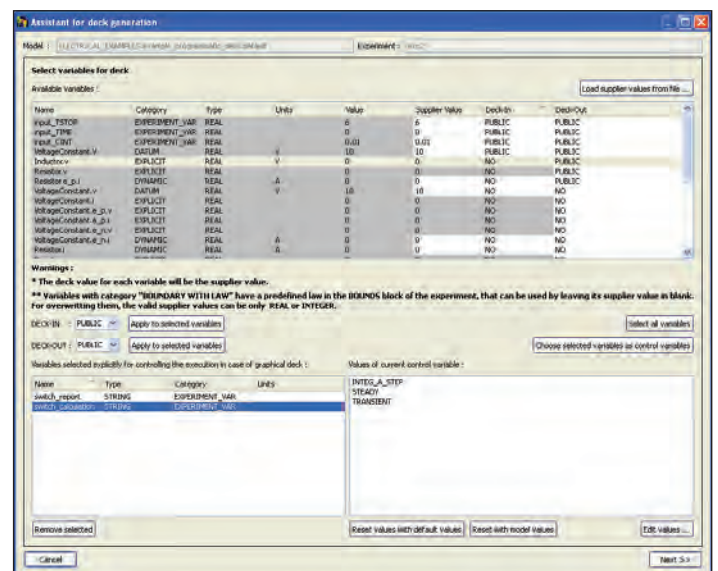 Assistant for deck generation
Model : Experiment :
Select variables for deck
Available variables :
Load supplier values from file ...
Name Category Type Units Value Supplier Value Deck-In Deck-Out
input_TSTOP EXPERIMENT_VAR REAL 6 6 PUBLIC PUBLIC
input_TIME EXPERIMENT_VAR REAL 0 0 PUBLIC PUBLIC
input_CINT EXPERIMENT_VAR REAL 0.01 0.01 PUBLIC PUBLIC
VoltageConstant.V DATUM REAL V 10 10 PUBLIC PUBLIC
Inductor.v EXPLICIT REAL V 0 0 NO PUBLIC
Resistor.v EXPLICIT REAL 0 0 NO PUBLIC
Resistor.e_p.i DYNAMIC REAL A 0 0 NO PUBLIC
VoltageConstant.v DATUM REAL V 10 10 NO NO
VoltageConstant.i EXPLICIT REAL 0 0 NO NO
VoltageConstant.e_p.v EXPLICIT REAL 0 0 NO NO
VoltageConstant.e_p.i EXPLICIT REAL 0 0 NO NO
VoltageConstant.e_n.v EXPLICIT REAL 0 0 NO NO
VoltageConstant.e_n.i DYNAMIC REAL A 0 0 NO NO
Resistor.i DYNAMIC REAL A 0 0 NO NO
Warnings :
* The deck value for each variable will be the supplier value.
** Variables with category "BOUNDARY WITH LAW" have a predefined law in the BOUNDS block of the experiment, that can be used by leaving its supplier value in blank.
For overwritting them, the valid supplier values can be only REAL or INTEGER.
DECK-IN : PUBLIC Apply to selected variables Select all variables
DECK-OUT : PUBLIC Apply to selected variables Choose selected variables as control variables
Variables selected explicitly for controlling the execution in case of graphical deck : Values of current control variable :
Name Type Category Units
switch_report STRING EXPERIMENT_VAR
switch_calculation STRING EXPERIMENT_VAR
INTEG_A_STEP
STEADY
TRANSIENT
Remove selected Reset values with default values Reset with model values Edit values ...
Cancel Next >>